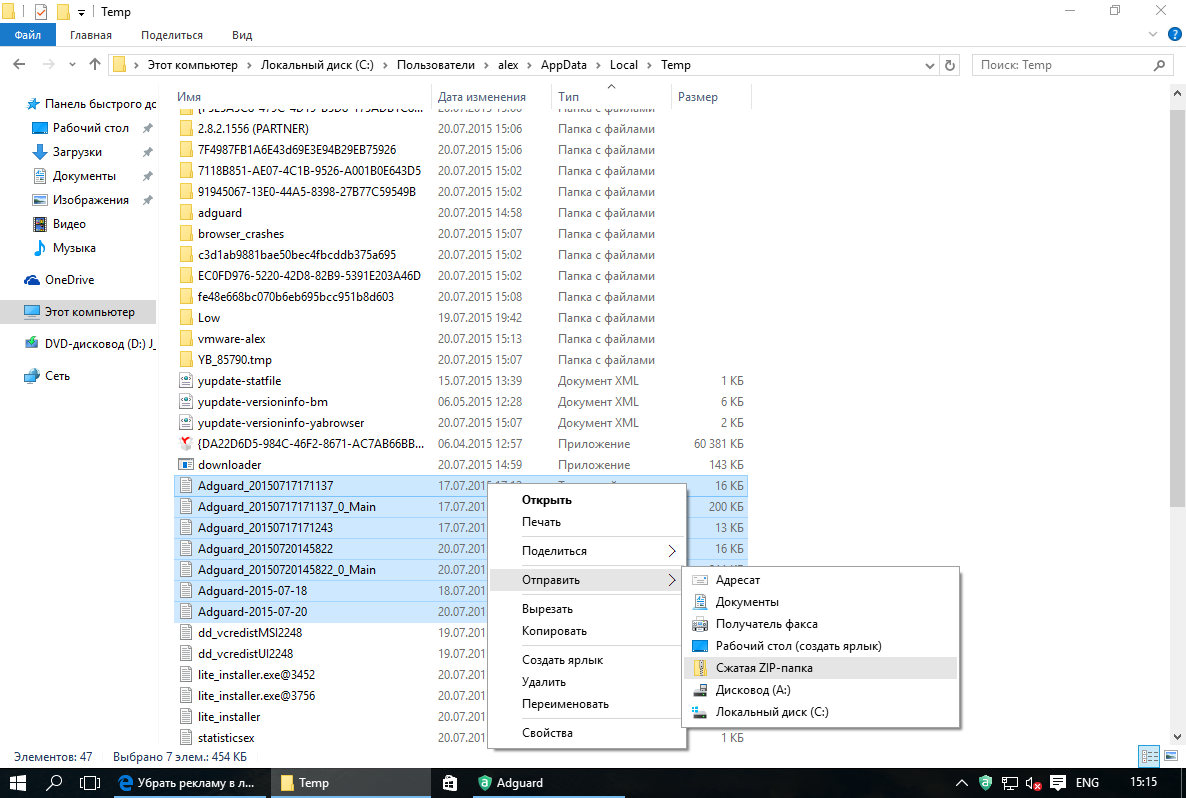 Temp
Файл Главная Поделиться Вид
Этот компьютер Локальный диск (C:) Пользователи alex AppData Local Temp Поиск: Temp
Панель быстрого до
Рабочий стол
Загрузки
Документы
Изображения
Видео
Музыка
OneDrive
Этот компьютер
DVD-дисковод (D:) J_
Сеть
Имя Дата изменения Тип Размер
2.8.2.1556 (PARTNER) 20.07.2015 15:06 Папка с файлами
7F4987FB1A6E43d69E3E94B29EB75926 20.07.2015 15:06 Папка с файлами
7118B851-AE07-4C1B-9526-A001B0E643D5 20.07.2015 15:02 Папка с файлами
91945067-13E0-44A5-8398-27B77C59549B 20.07.2015 15:02 Папка с файлами
adguard 20.07.2015 14:58 Папка с файлами
browser_crashes 20.07.2015 15:07 Папка с файлами
c3d1ab9881bae50bec4fbcddb375a695 20.07.2015 15:02 Папка с файлами
EC0FD976-5220-42D8-82B9-5391E203A46D 20.07.2015 15:02 Папка с файлами
fe48e668bc070b6eb695bcc951b8d603 20.07.2015 15:08 Папка с файлами
Low 19.07.2015 19:42 Папка с файлами
vmware-alex 20.07.2015 15:13 Папка с файлами
YB_85790.tmp 20.07.2015 15:07 Папка с файлами
yupdate-statfile 15.07.2015 13:39 Документ XML 1 КБ
yupdate-versioninfo-bm 06.05.2015 12:28 Документ XML 6 КБ
yupdate-versioninfo-yabrowser 20.07.2015 15:07 Документ XML 2 КБ
{DA22D6D5-984C-46F2-8671-AC7AB66BB... 06.04.2015 12:57 Приложение 60 381 КБ
downloader 20.07.2015 14:59 Приложение 143 КБ
Adguard_20150717171137 16 КБ
Adguard_20150717171137_0_Main 17.07.201 200 КБ
Adguard_20150717171243 17.07.201 13 КБ
Adguard_20150720145822 20.07.201 16 КБ
Adguard_20150720145822_0_Main 20.07.201
Adguard-2015-07-18 18.07.201
Adguard-2015-07-20 20.07.201
dd_vcredistMSI2248 19.07.201
dd_vcredistUI2248 19.07.201
lite_installer.exe@3452 20.07.201
lite_installer.exe@3756 20.07.201
lite_installer 20.07.201
statisticsex 20.07.201 1 КБ
Открыть
Печать
Поделиться
Отправить
Вырезать
Копировать
Создать ярлык
Удалить
Переименовать
Свойства
Адресат
Документы
Получатель факса
Рабочий стол (создать ярлык)
Сжатая ZIP-папка
Дисковод (A:)
Локальный диск (C:)
Элементов: 47 Выбрано 7 элем.: 454 КБ
Убрать рекламу в л... Temp Adguard ENG 15:15